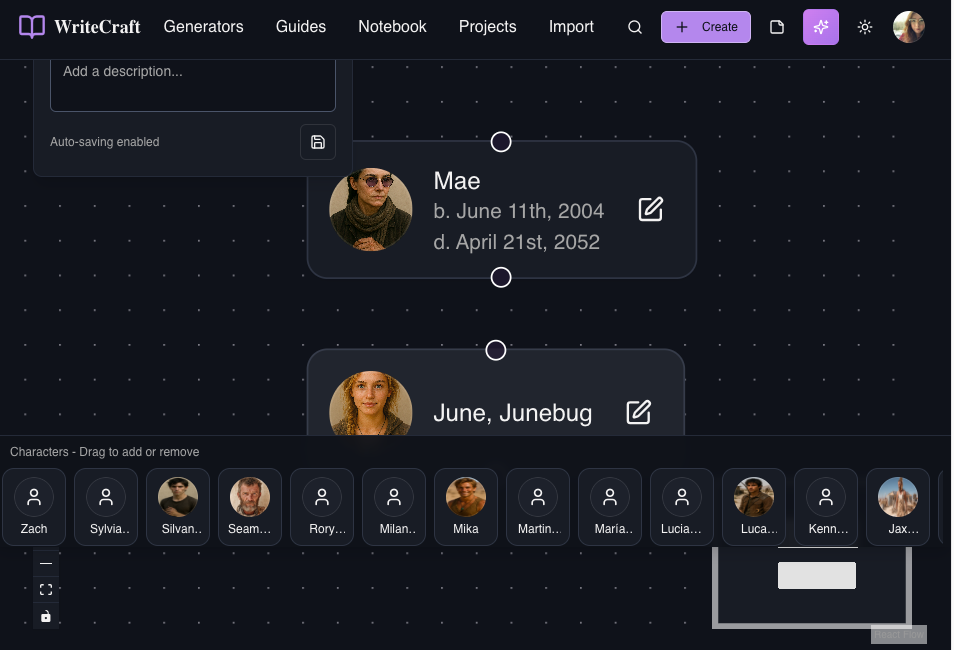 WriteCraft Generators Guides Notebook Projects Import Create
Add a description...
Auto-saving enabled
Mae
b. June 11th, 2004
d. April 21st, 2052
June, Junebug
Characters - Drag to add or remove
Zach Sylvia.. Silvan.. Seam... Rory... Milan.. Mika Martin... Maria.. Lucia... Luca... Kenn... Jax...
React Flow